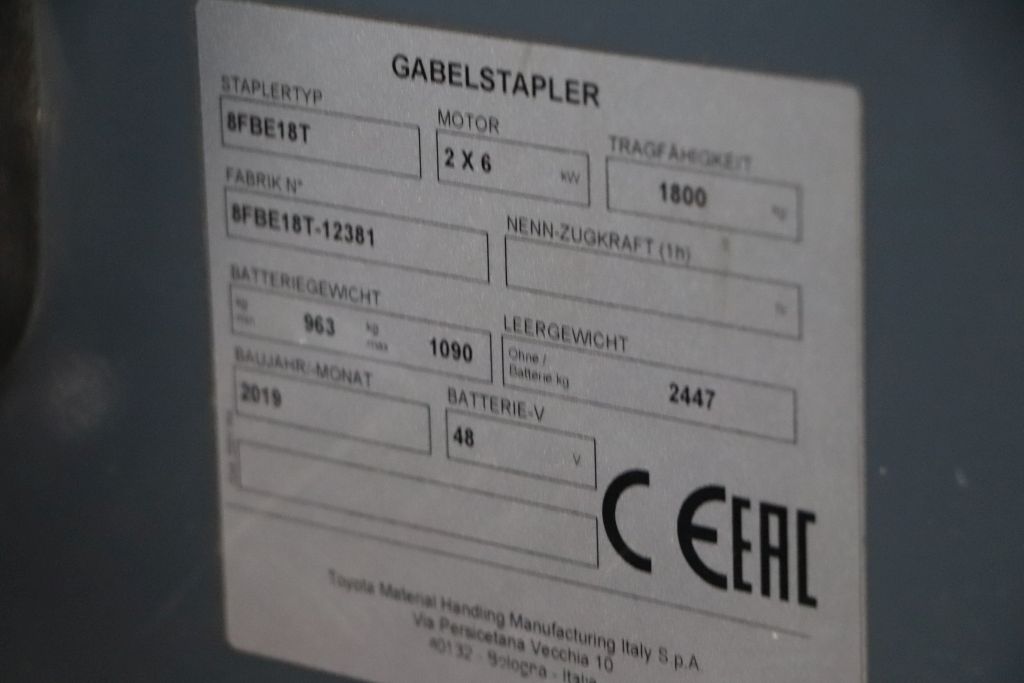 GABELSTAPLER
STAPLERTYP
8FBE18T
MOTOR
2 X 6 kW
TRAGFÄHIGKEIT
1800 kg
FABRIK N°
8FBE18T-12381
NENN-ZUGKRAFT (1h)
BATTERIEGEWICHT
kg min 963 kg max 1090
LEERGEWICHT
Ohne / Batterie kg 2447
BAUJAHR/-MONAT
2019
BATTERIE-V
48 V
CE EAC
Toyota Material Handling Manufacturing Italy S.p.A.
Via Persicetana Vecchia 10
40132 - Bologna - Italia